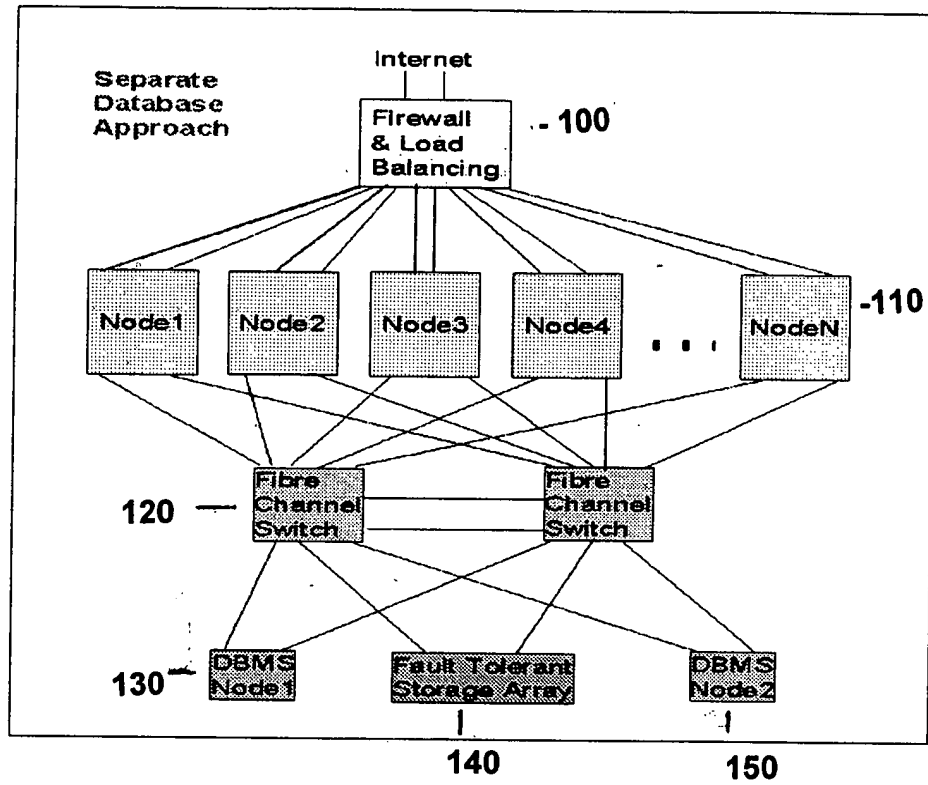 Internet
Separate
Database
Approach
Firewall
& Load
Balancing
- 100
Node1
Node2
Node3
Node4
NodeN
-110
120
Fibre
Channel
Switch
Fibre
Channel
Switch
130
DBMS
Node1
Fault Tolerant
Storage Array
DBMS
Node2
140
150